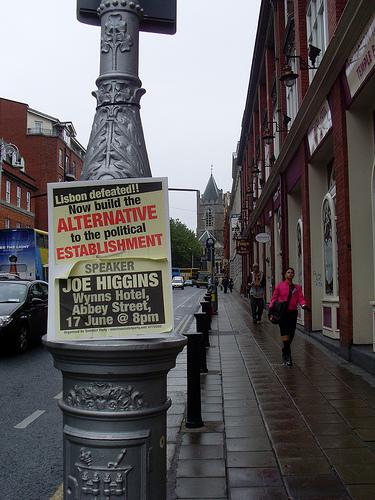 Lisbon defeated!!
Now build the
ALTERNATIVE
to the political
ESTABLISHMENT
SPEAKER
JOE HIGGINS
Wynns Hotel,
Abbey Street,
17 June @ 8pm